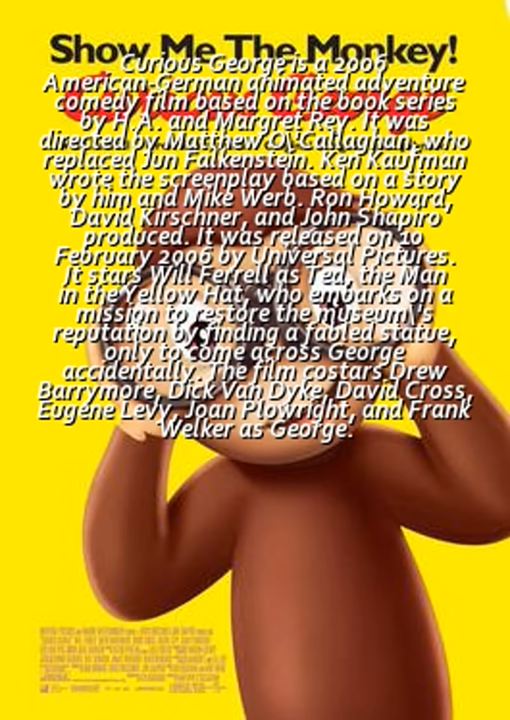 Show Me The Monkey!
Curious George is a 2006
American-German animated adventure
comedy film based on the book series
by H.A. and Margret Rey. It was
directed by Matthew O\'Callaghan, who
replaced Jun Falkenstein. Ken Kaufman
wrote the screenplay based on a story
by him and Mike Werb. Ron Howard,
David Kirschner, and John Shapiro
produced. It was released on 10
February 2006 by Universal Pictures.
It stars Will Ferrell as Ted, the Man
in the Yellow Hat, who embarks on a
mission to restore the museum\'s
reputation by finding a fabled statue,
only to come across George
accidentally. The film costars Drew
Barrymore, Dick Van Dyke, David Cross,
Eugene Levy, Joan Plowright, and Frank
Welker as George.